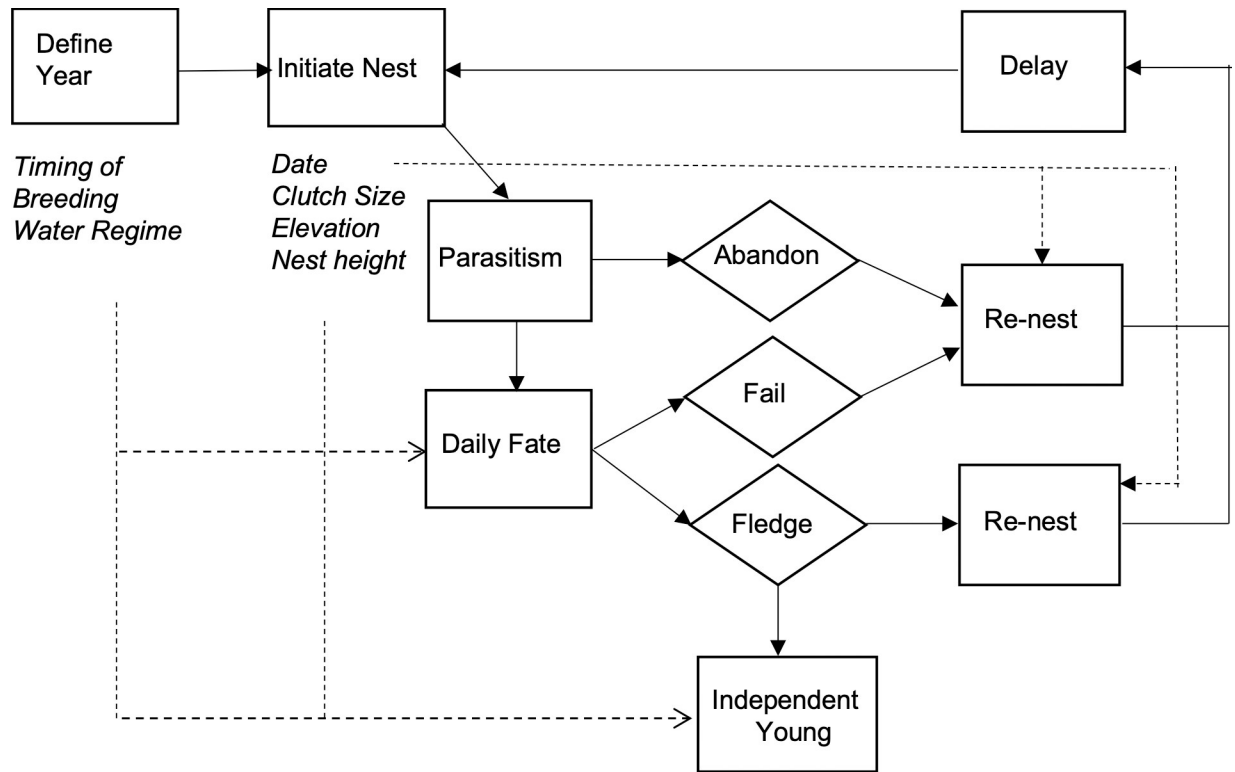 Define
Year
Initiate Nest
Delay
Timing of
Breeding
Water Regime
Date
Clutch Size
Elevation
Nest height
Parasitism
Abandon
Re-nest
Daily Fate
Fail
Fledge
Re-nest
Independent
Young